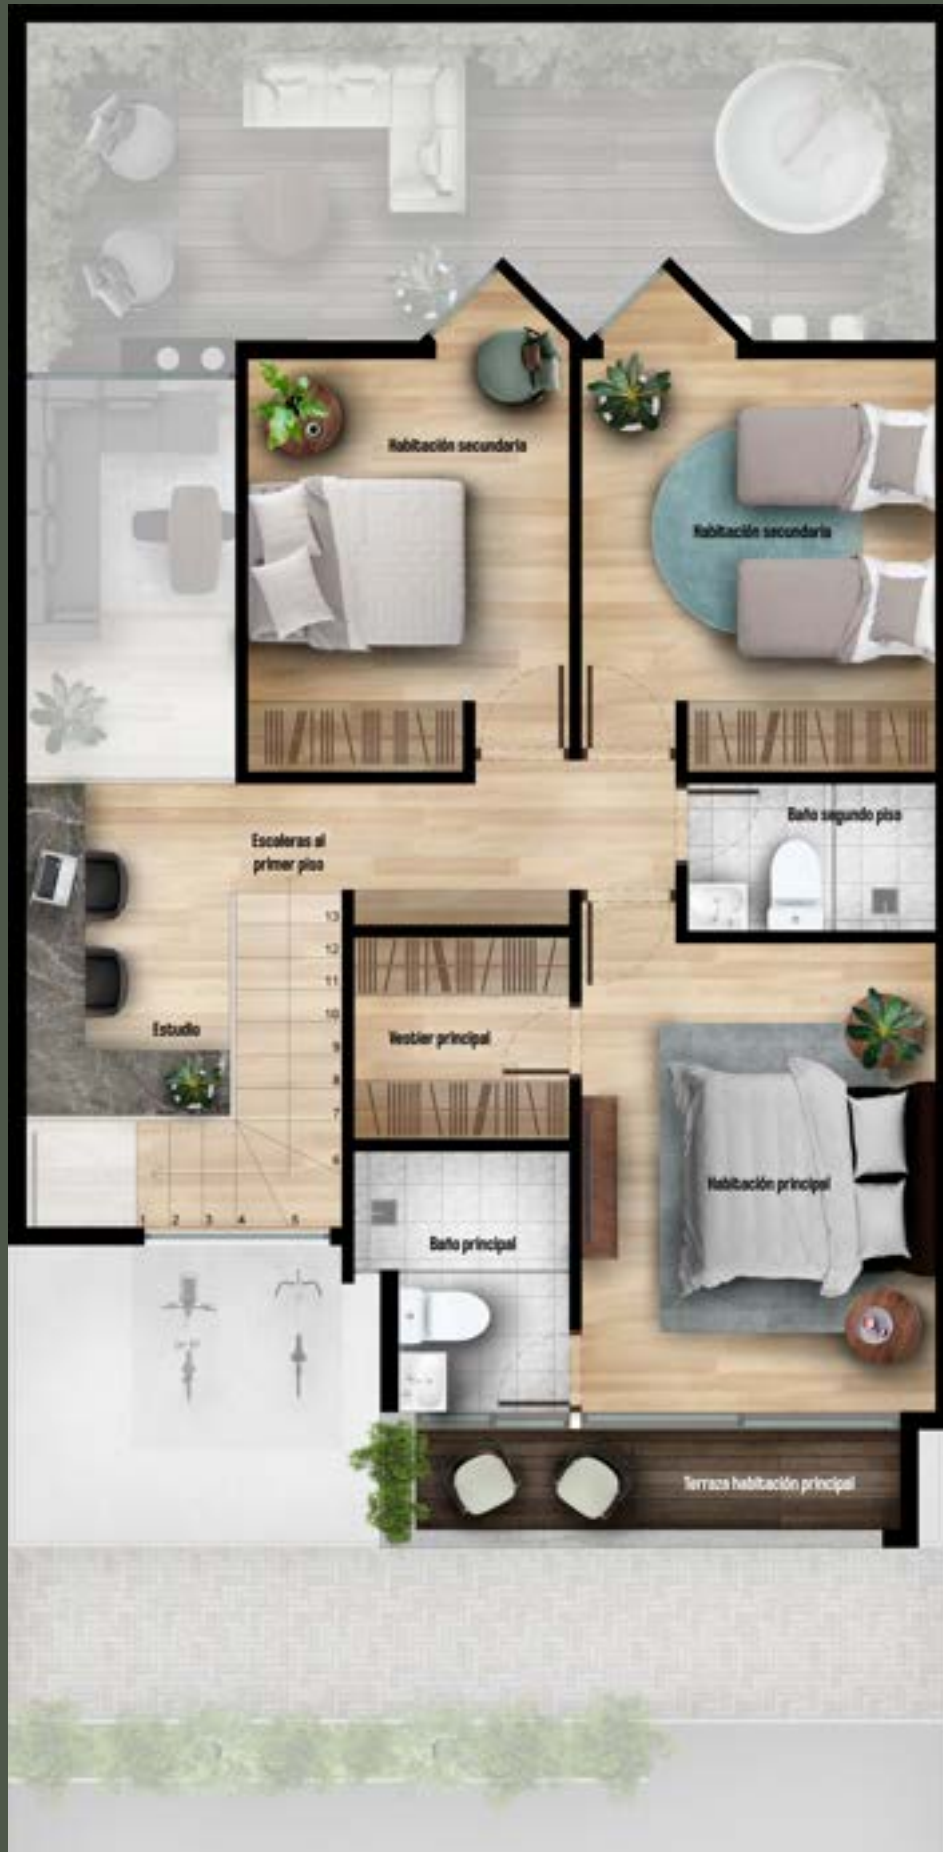 Habitación secundaria
Habitación secundaria
Baño segundo piso
Escaleras al
primer piso
13
12
11
10
9
8
7
6
Estudio
Vestier principal
Habitación principal
1 2 3 4 5
Baño principal
Terraza habitación principal